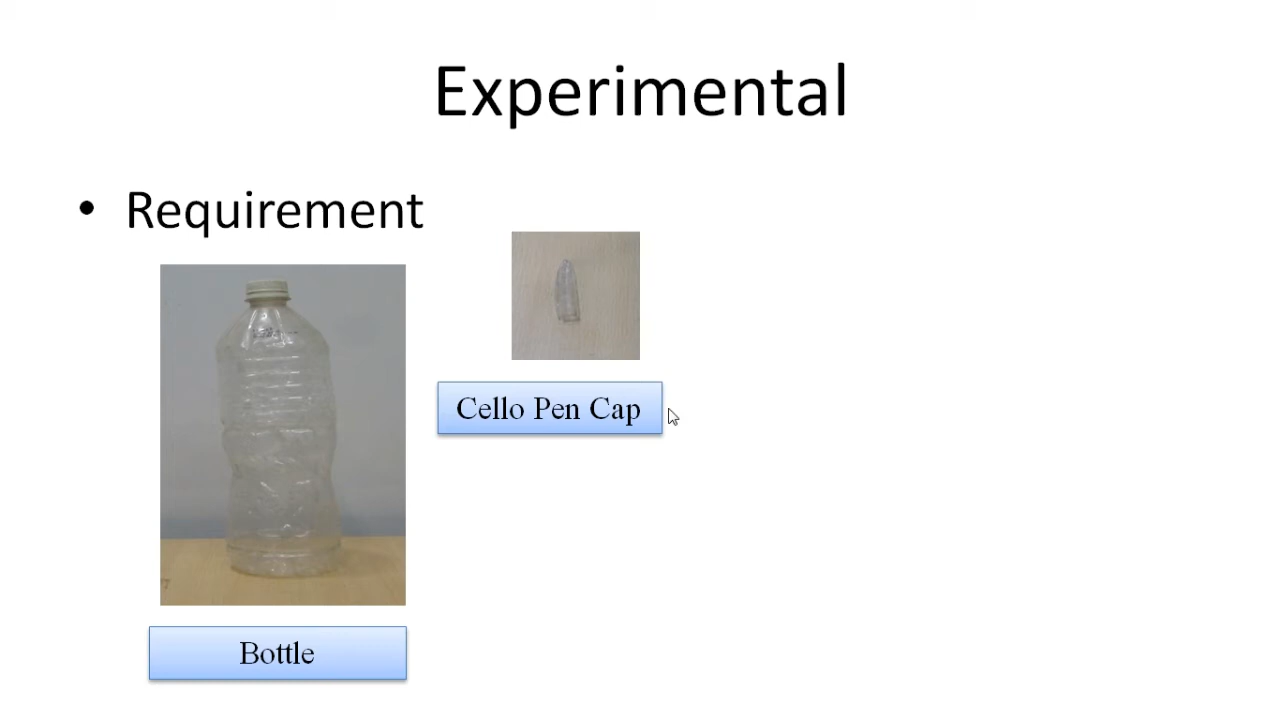 Experimental
• Requirement
Cello Pen Cap
Bottle